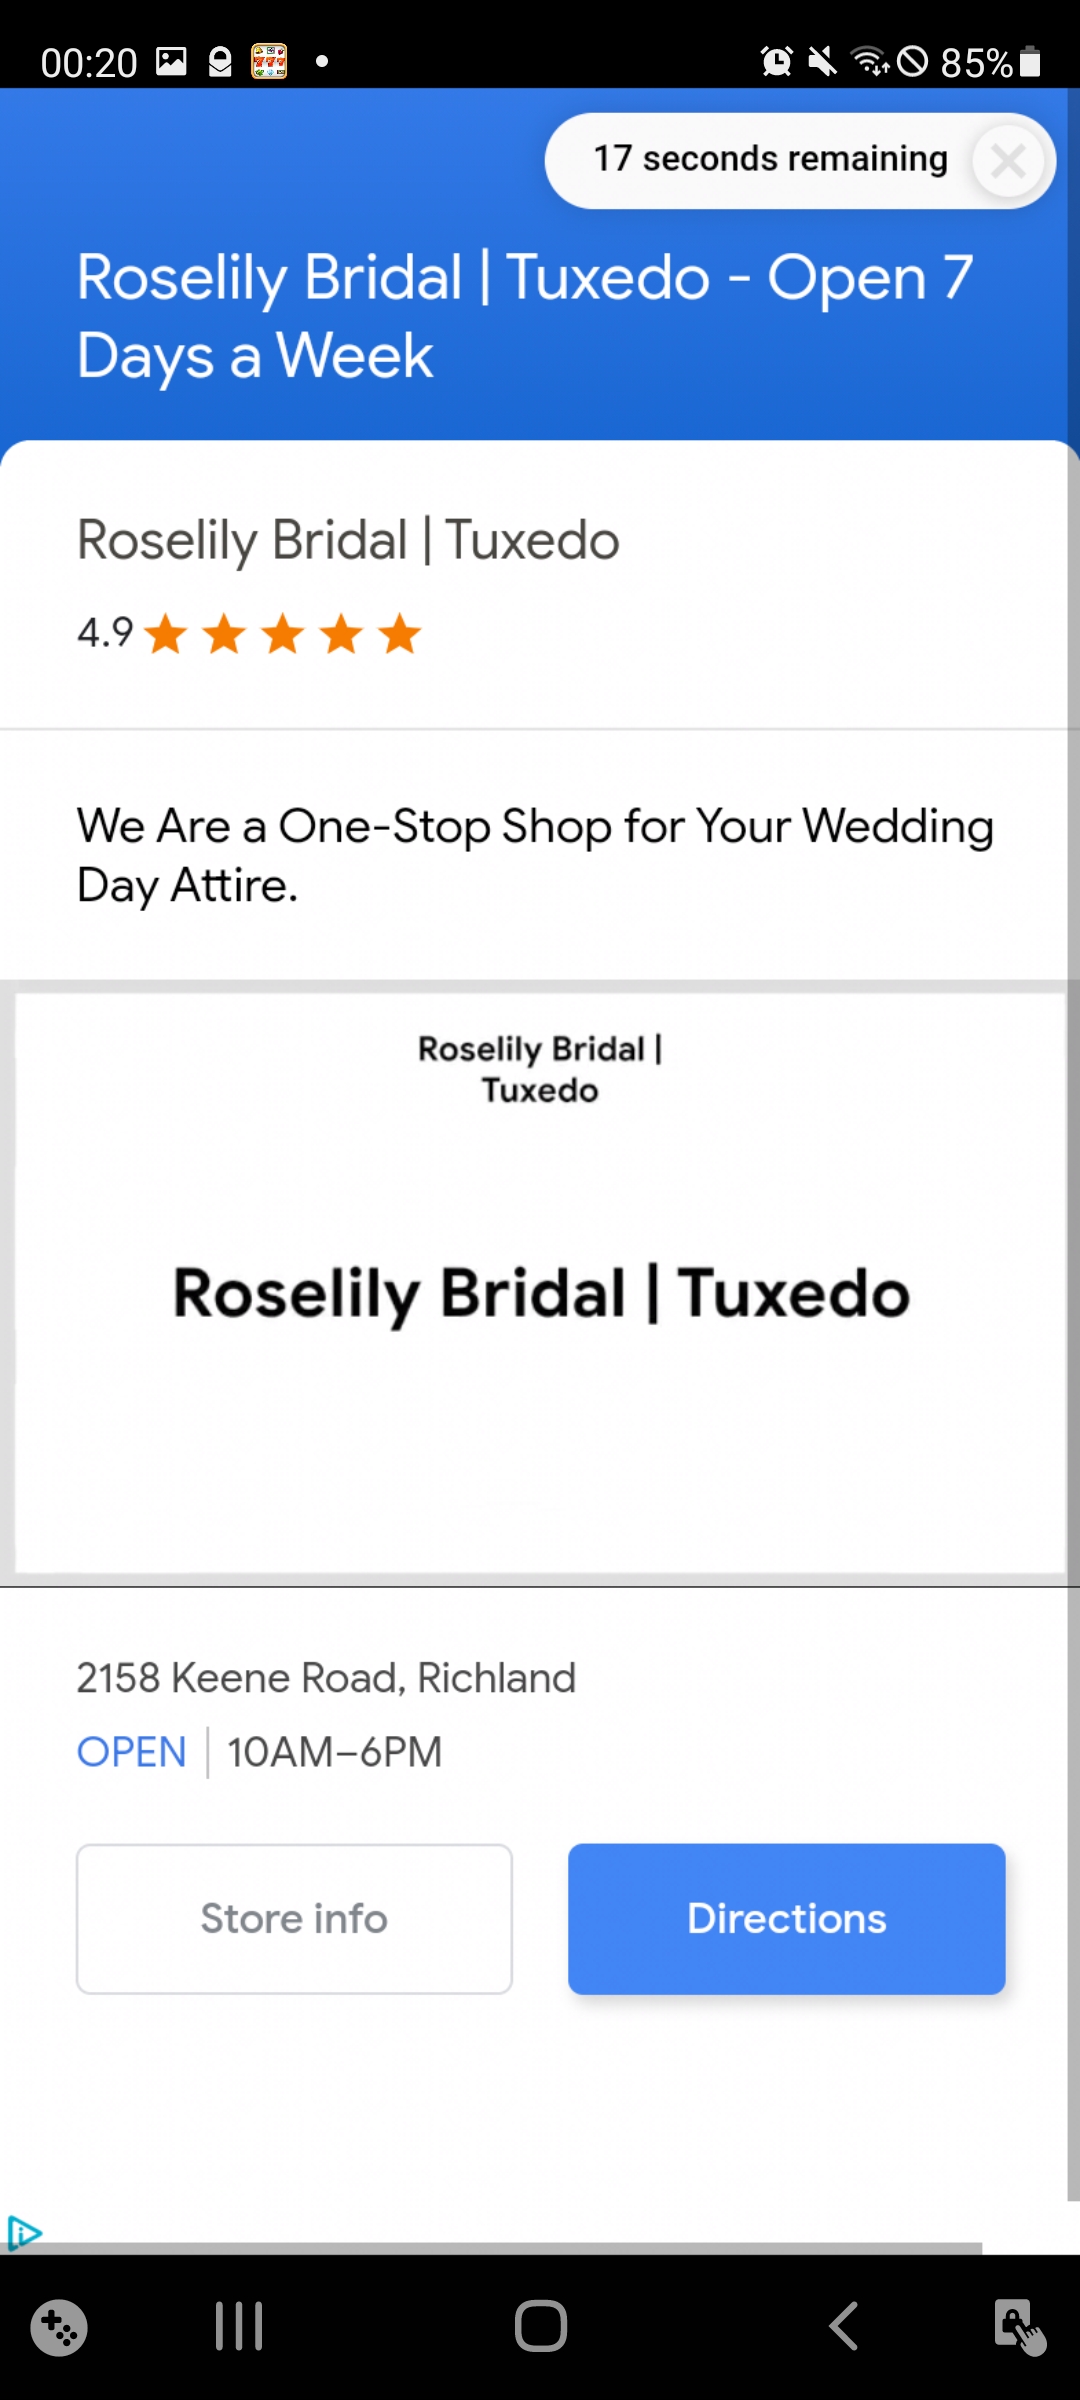 00:20
85%
17 seconds remaining
Roselily Bridal | Tuxedo - Open 7
Days a Week
Roselily Bridal | Tuxedo
4.9
We Are a One-Stop Shop for Your Wedding
Day Attire.
Roselily Bridal |
Tuxedo
Roselily Bridal | Tuxedo
2158 Keene Road, Richland
OPEN | 10AM–6PM
Store info
Directions